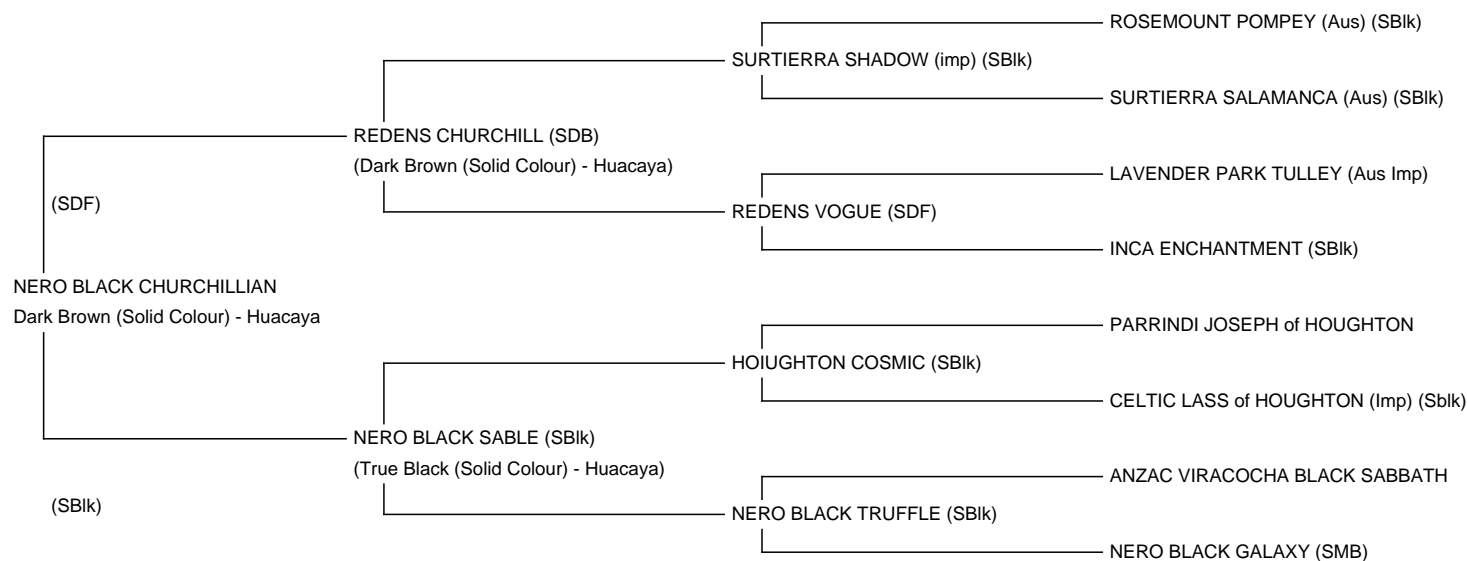 ROSEMOUNT POMPEY (Aus) (SBlk)
SURTIERRA SHADOW (imp) (SBlk)
SURTIERRA SALAMANCA (Aus) (SBlk)
REDENS CHURCHILL (SDB)
(Dark Brown (Solid Colour) - Huacaya)
LAVENDER PARK TULLEY (Aus Imp)
(SDF)
REDENS VOGUE (SDF)
INCA ENCHANTMENT (SBlk)
NERO BLACK CHURCHILLIAN
Dark Brown (Solid Colour) - Huacaya
PARRINDI JOSEPH of HOUGHTON
HOIUGHTON COSMIC (SBlk)
CELTIC LASS of HOUGHTON (Imp) (Sblk)
NERO BLACK SABLE (SBlk)
(True Black (Solid Colour) - Huacaya)
ANZAC VIRACOCHA BLACK SABBATH
(SBlk)
NERO BLACK TRUFFLE (SBlk)
NERO BLACK GALAXY (SMB)